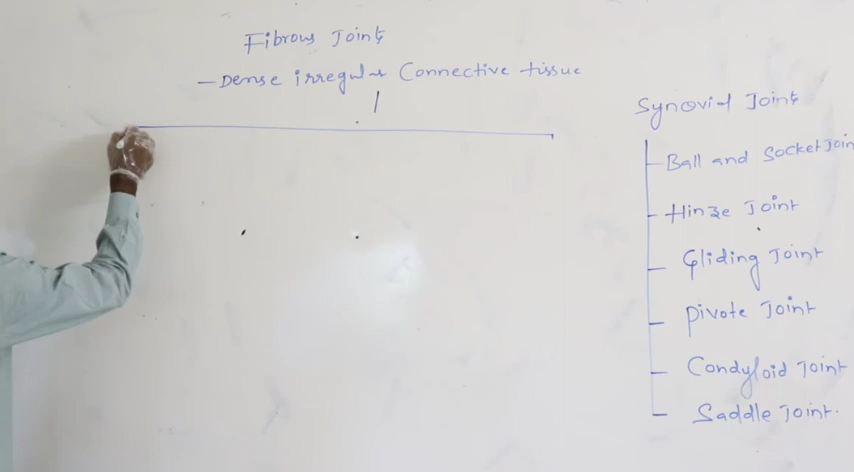 Fibrous Joints
- Dense irregular Connective tissue
Synovial Joints
Ball and Socket Join
Hinge Joint
Gliding Joint
Pivote Joint
Condyloid Joint
Saddle Joint.